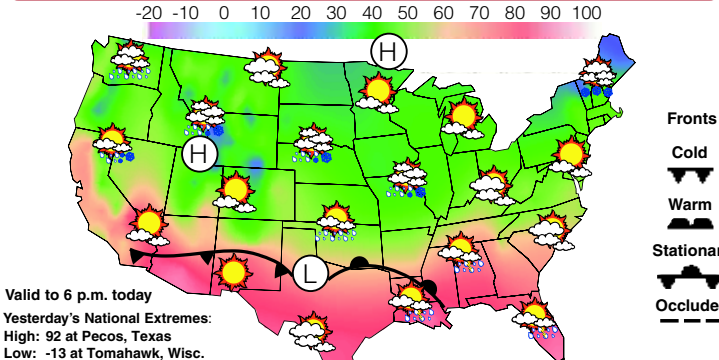 -20 -10 0 10 20 30 40 50 60 70 80 90 100
H
H
L
Fronts
Cold
Warm
Stationar
Occlude
Valid to 6 p.m. today
Yesterday's National Extremes:
High: 92 at Pecos, Texas
Low: -13 at Tomahawk, Wisc.